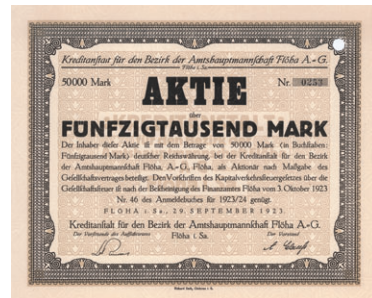 Kreditanstalt für den Bezirk der Amtshauptmannschaft Flöha A.-G.
Flöha i. Sa.
50000 Mark Nr. 0253
AKTIE
über
FÜNFZIGTAUSEND MARK
Der Inhaber dieser Aktie ist mit dem Betrage von 50000 Mark (in Buchstaben:
Fünfzigtausend Mark) deutscher Reichswährung, bei der Kreditanstalt für den Bezirk
der Amtshauptmannschaft Flöha, A.-G., Flöha, als Aktionär nach Maßgabe des
Gesellschaftsvertrages beteiligt. Den Vorschriften des Kapitalverkehrssteuergesetzes über die
Gesellschaftssteuer ist nach der Bescheinigung des Finanzamtes Flöha vom 3. Oktober 1923
Nr. 46 des Anmeldebuches für 1923/24 genügt.
FLÖHA i. Sa., 29. SEPTEMBER 1923.
Kreditanstalt für den Bezirk der Amtshauptmannschaft Flöha A.-G.
Der Vorsitzende des Aufsichtsrates Flöha i. Sa. Der Vorstand